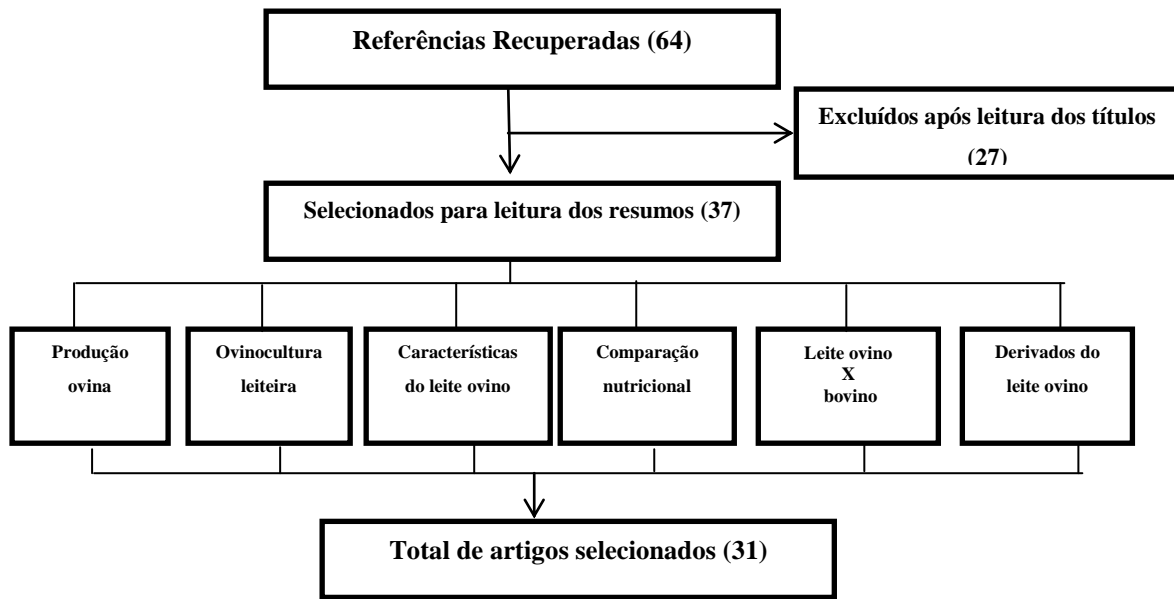 Referências Recuperadas (64)
Excluídos após leitura dos títulos
(27)
Selecionados para leitura dos resumos (37)
Produção
ovina
Ovinocultura
leiteira
Características
do leite ovino
Comparação
nutricional
Leite ovino
X
bovino
Derivados do
leite ovino
Total de artigos selecionados (31)